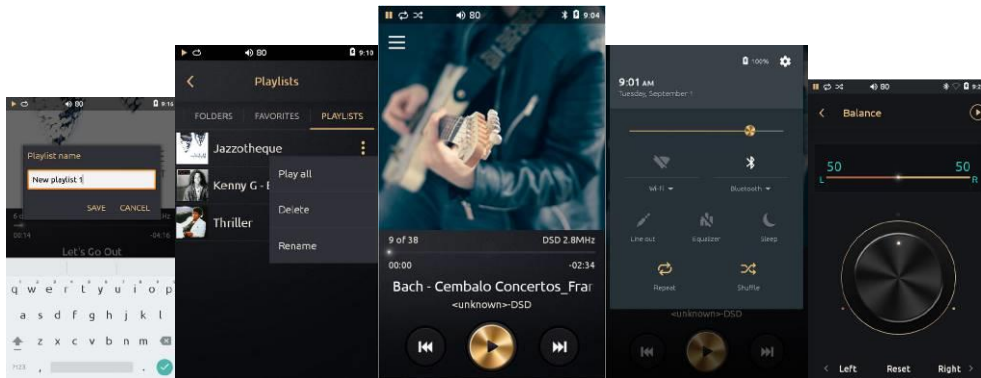 80 9:16
Playlist name
New playlist 1
SAVE CANCEL
00:14 -04:16
Let's Go Out
q w e r t y u i o p
a s d f g h j k l
z x c v b n m
?123 , .
80 9:10
Playlists
FOLDERS FAVORITES PLAYLISTS
Jazzotheque
Kenny G - 
Thriller
Play all
Delete
Rename
80 9:04
9 of 38 DSD 2.8MHz
00:00 -02:34
Bach - Cembalo Concertos_Fran
<unknown>-DSD
100%
9:01 AM
Tuesday, September 1
Wi-Fi Bluetooth
Line out Equalizer Sleep
Repeat Shuffle
<unknown>-DSD
80
Balance
50 50
L R
Left Reset Right